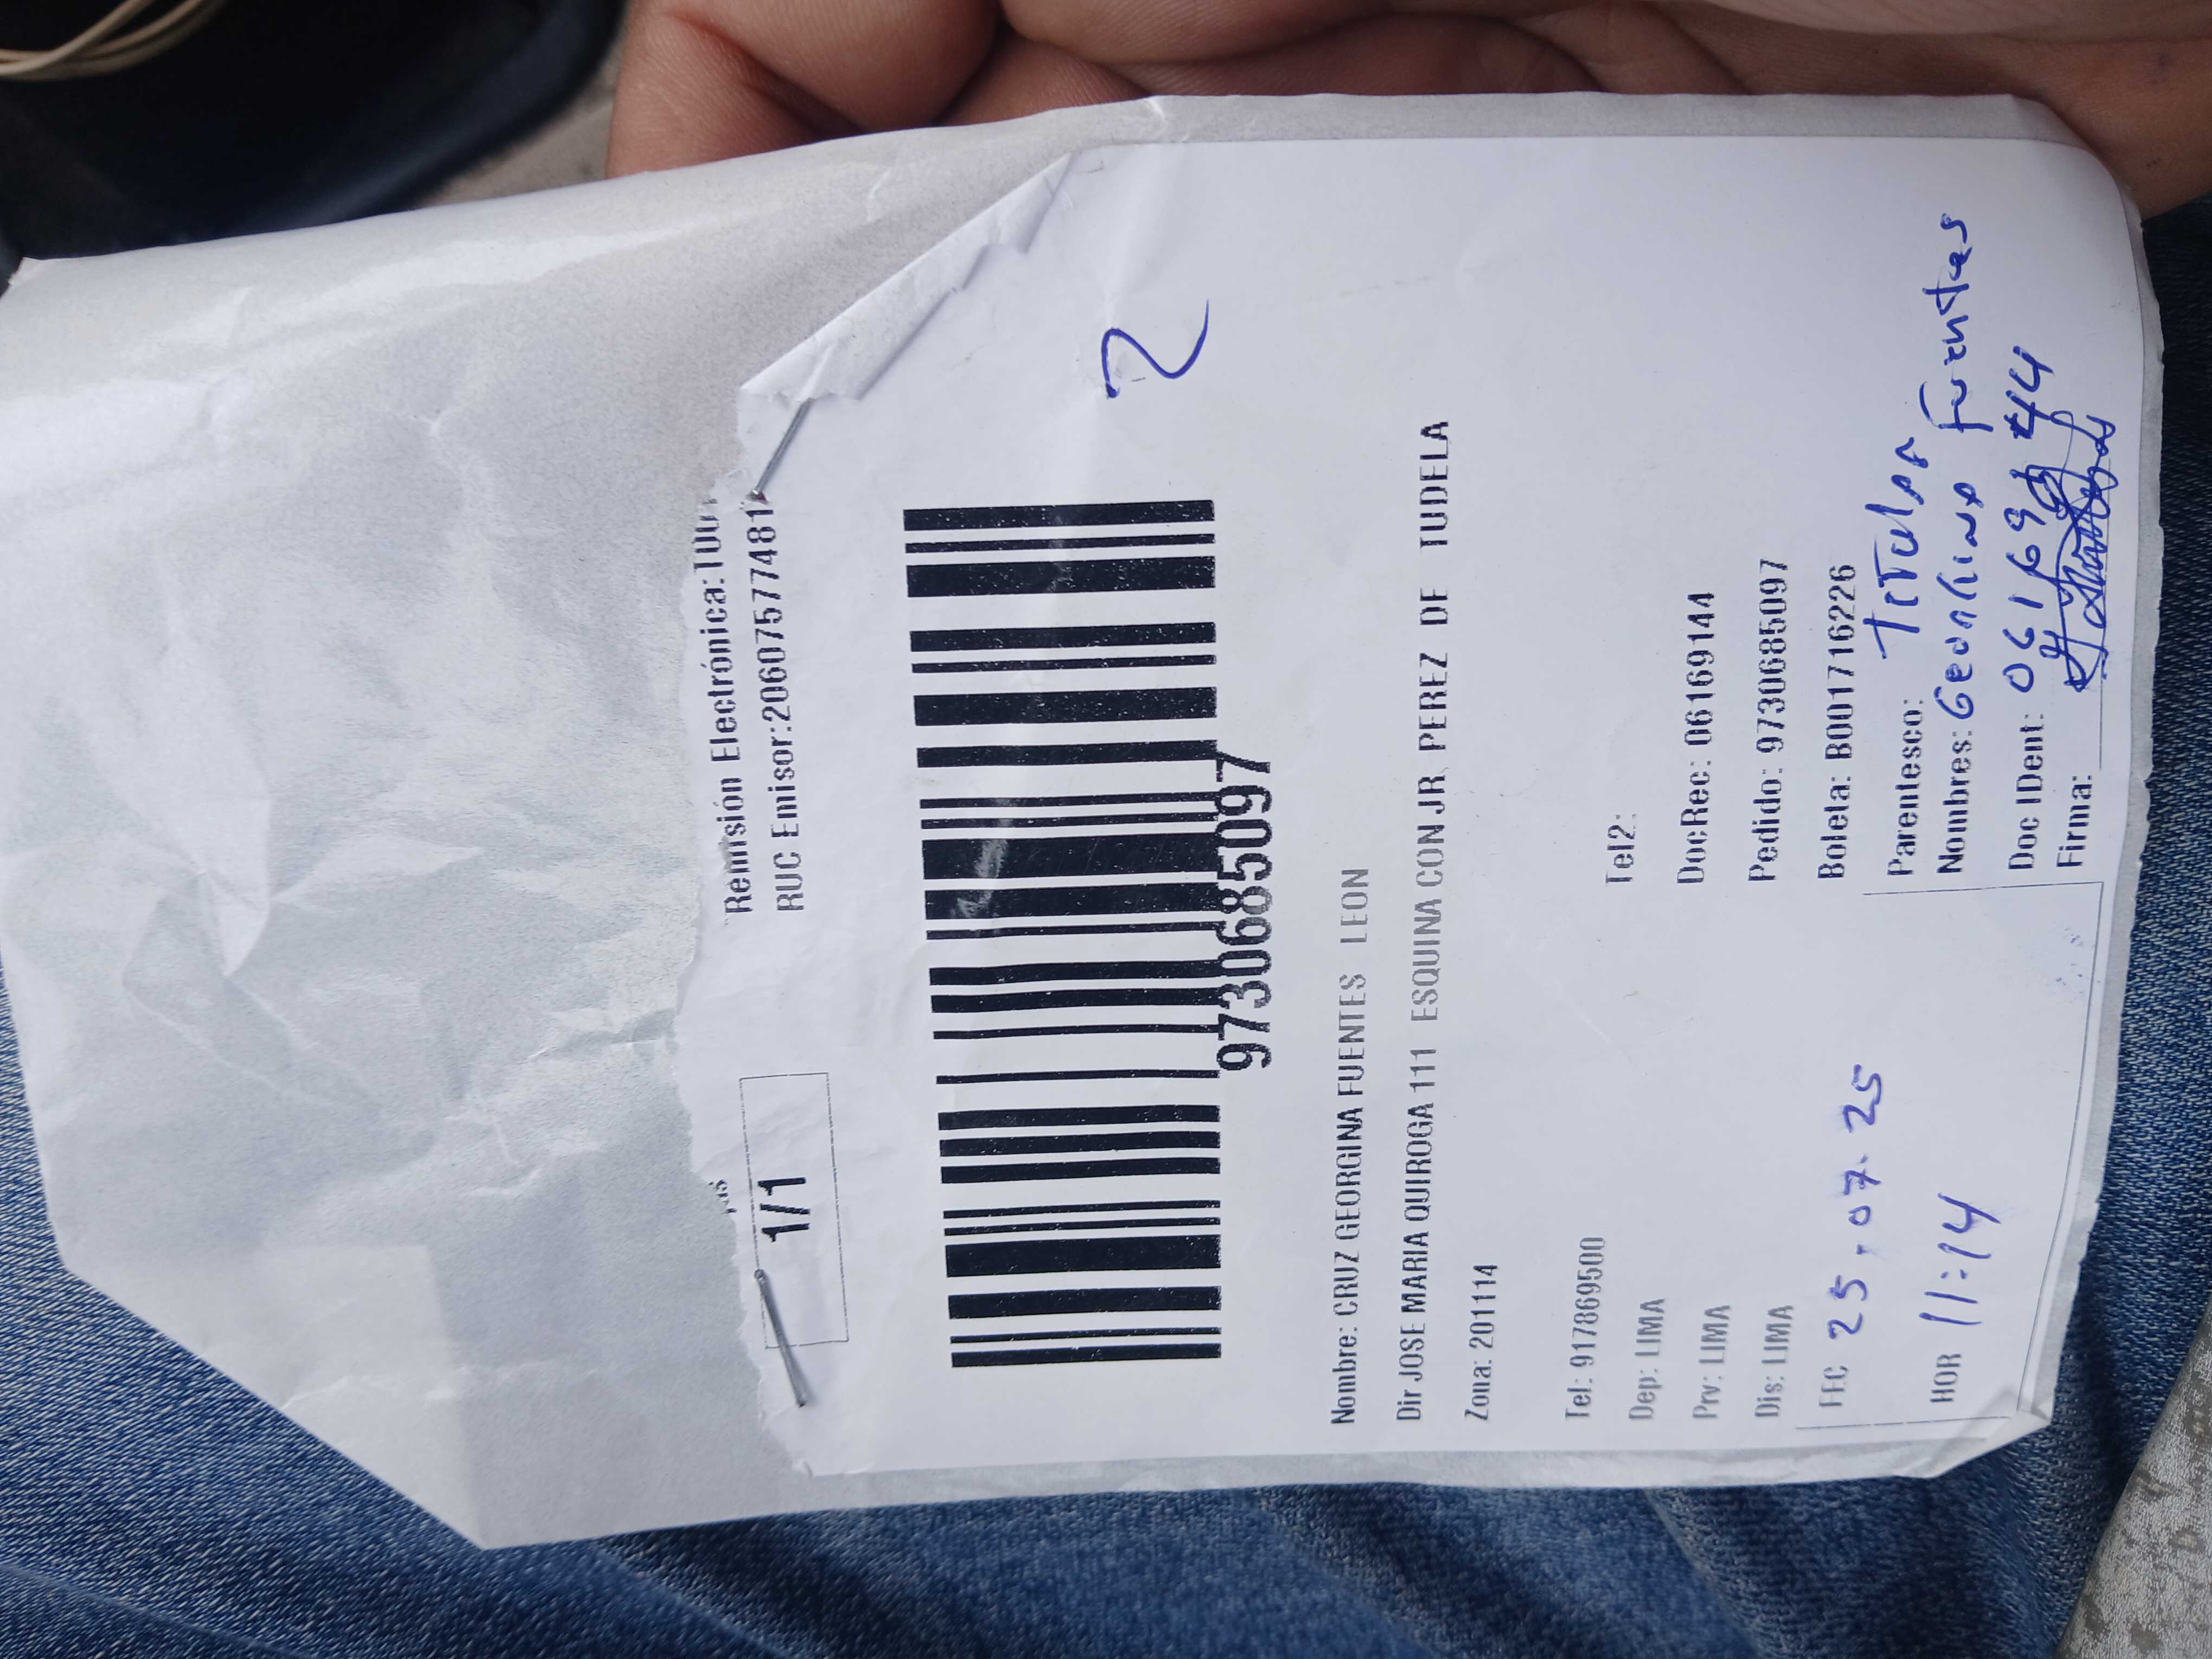 Remisión Electrónica:T00
RUC Emisor:20607577481
1/1
2
973068509­7
Nombre: CRUZ GEORGINA FUENTES LEON
Dir JOSE MARIA QUIROGA 111 ESQUINA CON JR. PEREZ DE TUDELA
Zona: 201114
Tel: 917869500
Tel2:
Dep: LIMA
DocRec: 06169144
Prv: LIMA
Pedido: 9730685097
Dis: LIMA
Boleta: B001716226
FEC 25.07.25
HOR 11:14
Parentesco: Titular
Nombres: Georgina Fuentes
Doc IDent: 06169144
Firma: